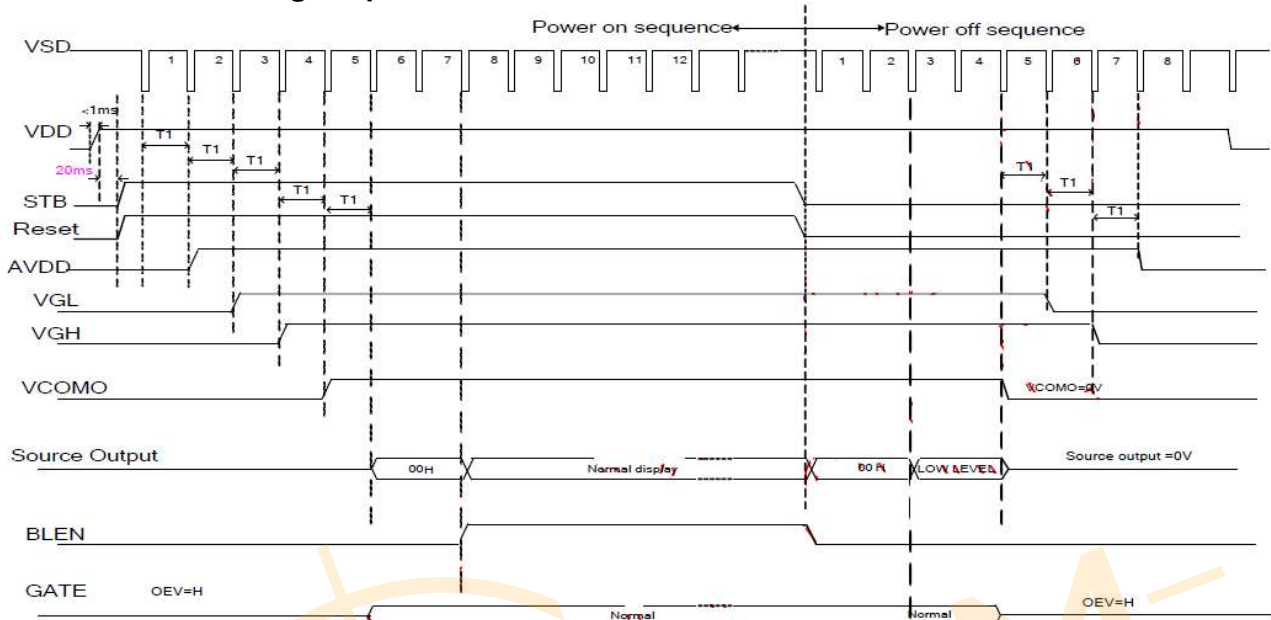 Power on sequence
Power off sequence
VSD
1 2 3 4 5 6 7 8 9 10 11 12 1 2 3 4 5 6 7 8
<1ms
VDD
T1
T1
T1
T1
T1
T1
T1
T1
20ms
STB
Reset
AVDD
VGL
VGH
VCOMO
VCOMO=0V
Source Output
00H
Normal display
00 H
LOW LEVEL
Source output =0V
BLEN
GATE
OEV=H
Normal
Normal
OEV=H